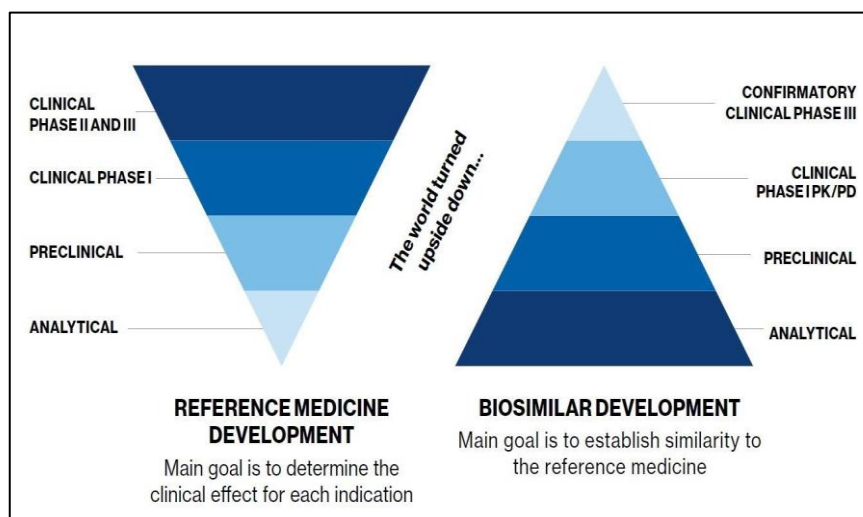 CLINICAL
PHASE II AND III
CLINICAL PHASE I
PRECLINICAL
ANALYTICAL
The world turned
upside down...
CONFIRMATORY
CLINICAL PHASE III
CLINICAL
PHASE I PK/PD
PRECLINICAL
ANALYTICAL
REFERENCE MEDICINE
DEVELOPMENT
Main goal is to determine the
clinical effect for each indication
BIOSIMILAR DEVELOPMENT
Main goal is to establish similarity to
the reference medicine